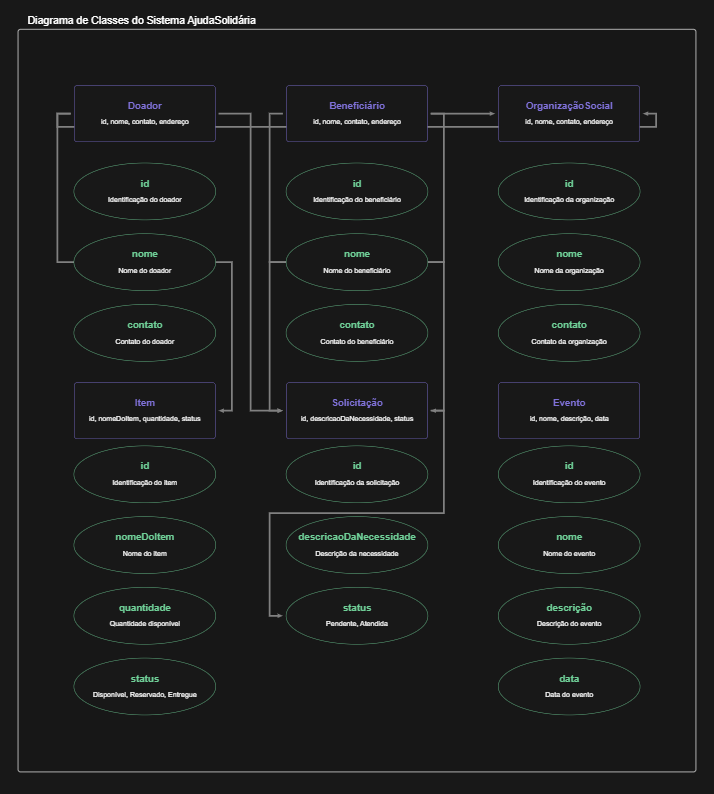 Diagrama de Classes do Sistema AjudaSolidária
Doador
id, nome, contato, endereço
Beneficiário
id, nome, contato, endereço
OrganizaçãoSocial
id, nome, contato, endereço
id
Identificação do doador
id
Identificação do beneficiário
id
Identificação da organização
nome
Nome do doador
nome
Nome do beneficiário
nome
Nome da organização
contato
Contato do doador
contato
Contato do beneficiário
contato
Contato da organização
Item
id, nomeDoItem, quantidade, status
Solicitação
id, descricaoDaNecessidade, status
Evento
id, nome, descrição, data
id
Identificação do item
id
Identificação da solicitação
id
Identificação do evento
nomeDoItem
Nome do item
descricaoDaNecessidade
Descrição da necessidade
nome
Nome do evento
quantidade
Quantidade disponível
status
Pendente, Atendida
descrição
Descrição do evento
status
Disponível, Reservado, Entregue
data
Data do evento